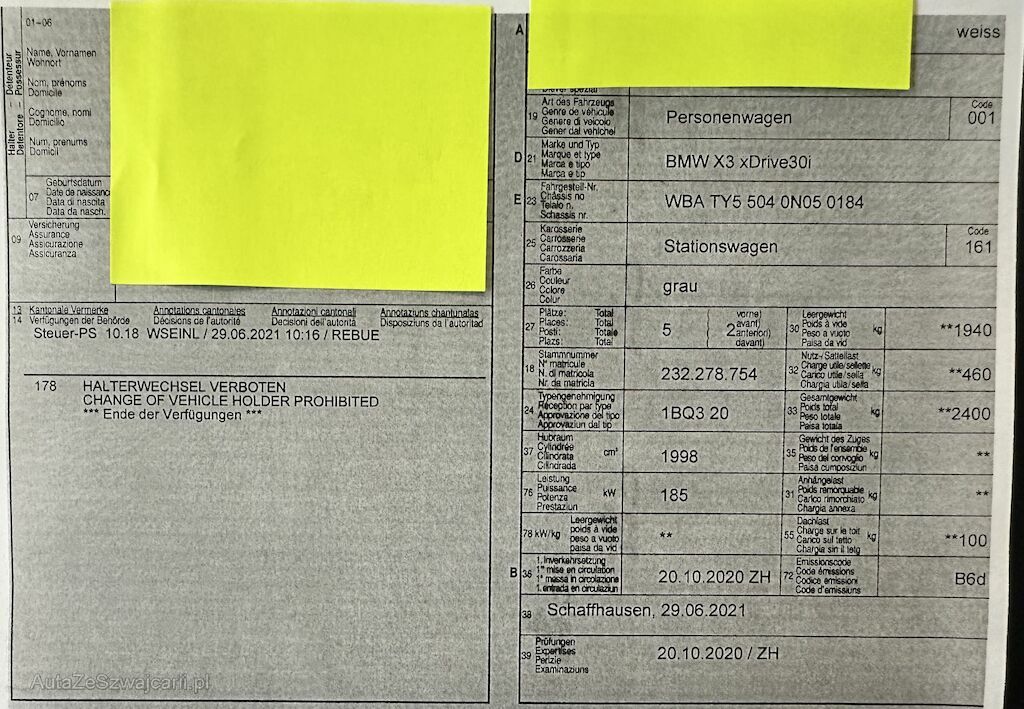 01-06
Halter – Détenteur
Detentore – Possessur
Name, Vornamen
Wohnort
Nom, prénoms
Domicile
Cognome, nomi
Domicilio
Num, prenums
Domicil
07
Geburtsdatum
Date de naissanc
Data di nascita
Data da nasch.
09
Versicherung
Assurance
Assicurazione
Assicuranza
13 Kantonale Vermerke Annotations cantonales Annotazioni cantonali Annotaziuns chantunalas
14 Verfügungen der Behörde Décisions de l'autorité Decisioni dell'autorità Disposiziuns da l'autoritad
Steuer-PS 10.18 WSEINL / 29.06.2021 10:16 / REBUE
178 HALTERWECHSEL VERBOTEN
CHANGE OF VEHICLE HOLDER PROHIBITED
*** Ende der Verfügungen ***
A
weiss
19
Art des Fahrzeugs
Genre de véhicule
Genere di veicolo
Gener dal vehichel
Personenwagen
Code
001
D 21
Marke und Typ
Marque et type
Marca e tipo
Marca e tip
BMW X3 xDrive30i
E 23
Fahrgestell-Nr.
Châssis no
Telaio n.
Schassis nr.
WBA TY5 504 0N05 0184
25
Karosserie
Carrosserie
Carrozzeria
Carossaria
Stationswagen
Code
161
26
Farbe
Couleur
Colore
Colur
grau
27
Plätze: Total
Places: Total
Posti: Totale
Plazs: Total
5
2
vorne)
avant)
anteriori)
davant)
30
Leergewicht
Poids à vide
Peso a vuoto
Paisa da vid
kg
**1940
18
Stammnummer
N° matricule
N. di matricola
Nr. da matricla
232.278.754
32
Nutz-/Sattellast
Charge utile/sellette
Carico utile/sella
Chargia utila/sella
kg
**460
24
Typengenehmigung
Réception par type
Approvazione del tipo
Approvaziun dal tip
1BQ3 20
33
Gesamtgewicht
Poids total
Peso totale
Paisa totala
kg
**2400
37
Hubraum
Cylindrée
Cilindrata
Cilindrada
cm³
1998
35
Gewicht des Zuges
Poids de l'ensemble
Peso del convoglio
Paisa cumposiziun
kg
**
76
Leistung
Puissance
Potenza
Prestaziun
kW
185
31
Anhängelast
Poids remorquable
Carico rimorchiato
Chargia annexa
kg
**
78 kW/kg
Leergewicht
poids à vide
peso a vuoto
paisa da vid
**
55
Dachlast
Charge sur le toit
Carico sul tetto
Chargia sin il tetg
kg
**100
B 36
1. Inverkehrsetzung
1re mise en circulation
1a messa in circolazione
1. entrada en circulaziun
20.10.2020 ZH
72
Emissionscode
Code émissions
Codice emissioni
Code d'emissiuns
B6d
38
Schaffhausen, 29.06.2021
39
Prüfungen
Expertises
Perizie
Examinaziuns
20.10.2020 / ZH
AutaZeSzwajcarii.pl